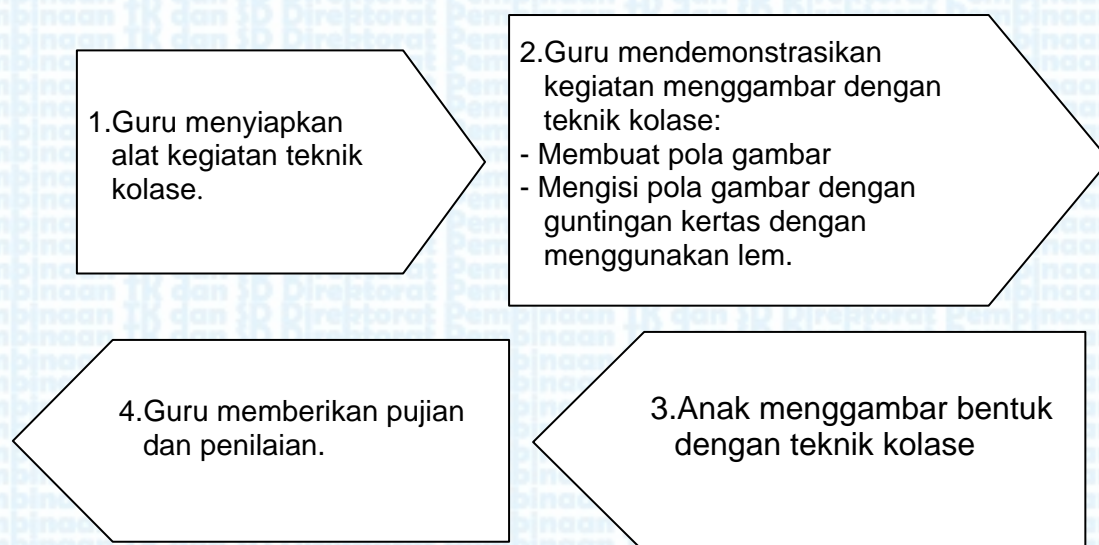 1.Guru menyiapkan
alat kegiatan teknik
kolase.
2.Guru mendemonstrasikan
kegiatan menggambar dengan
teknik kolase:
- Membuat pola gambar
- Mengisi pola gambar dengan
guntingan kertas dengan
menggunakan lem.
3.Anak menggambar bentuk
dengan teknik kolase
4.Guru memberikan pujian
dan penilaian.